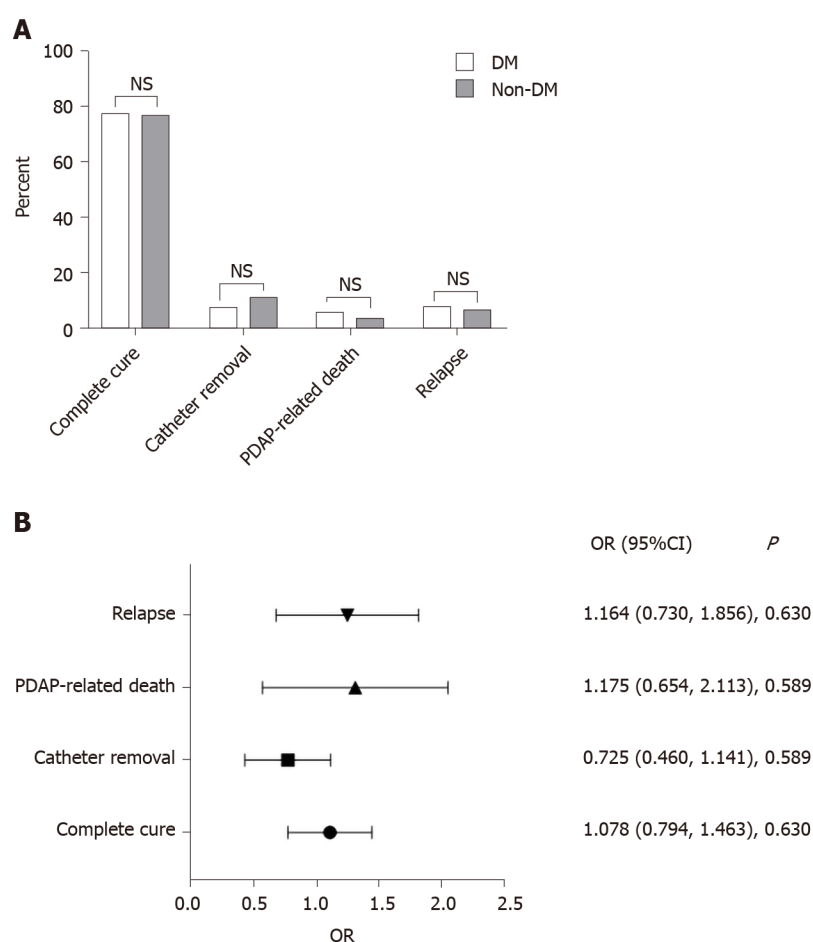 A
100
80
60
40
20
0
Percent
NS
NS
NS
NS
DM
Non-DM
Complete cure
Catheter removal
PDAP-related death
Relapse
B
OR (95%CI) P
Relapse 1.164 (0.730, 1.856), 0.630
PDAP-related death 1.175 (0.654, 2.113), 0.589
Catheter removal 0.725 (0.460, 1.141), 0.589
Complete cure 1.078 (0.794, 1.463), 0.630
0.0 0.5 1.0 1.5 2.0 2.5
OR